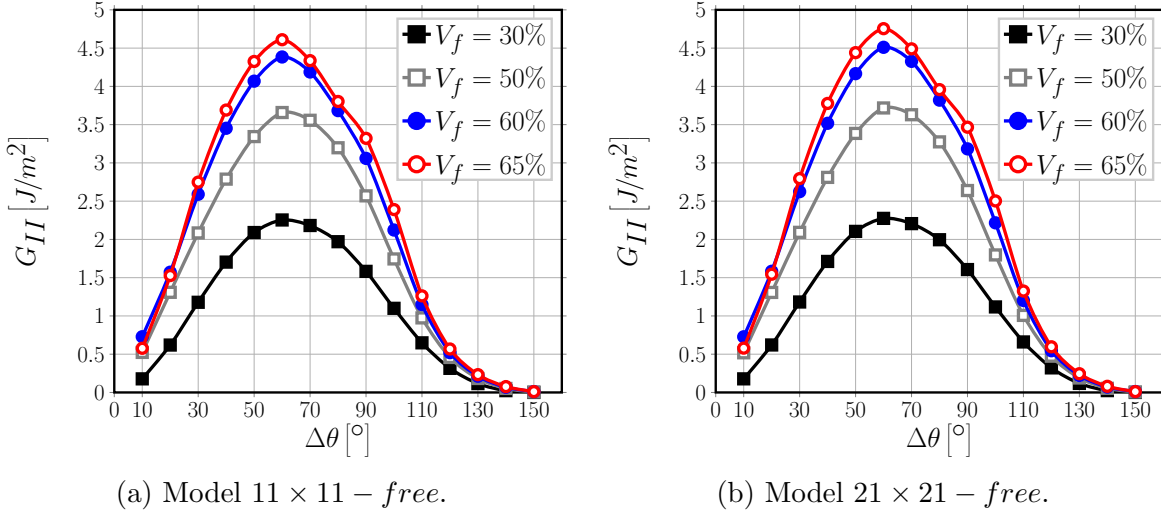 5
4.5
4
3.5
3
2.5
2
1.5
1
0.5
0
0 10 30 50 70 90 110 130 150
G_{II} [J/m^2]
Δθ [°]
V_f = 30%
V_f = 50%
V_f = 60%
V_f = 65%
(a) Model 11 × 11 − free.
5
4.5
4
3.5
3
2.5
2
1.5
1
0.5
0
0 10 30 50 70 90 110 130 150
G_{II} [J/m^2]
Δθ [°]
V_f = 30%
V_f = 50%
V_f = 60%
V_f = 65%
(b) Model 21 × 21 − free.